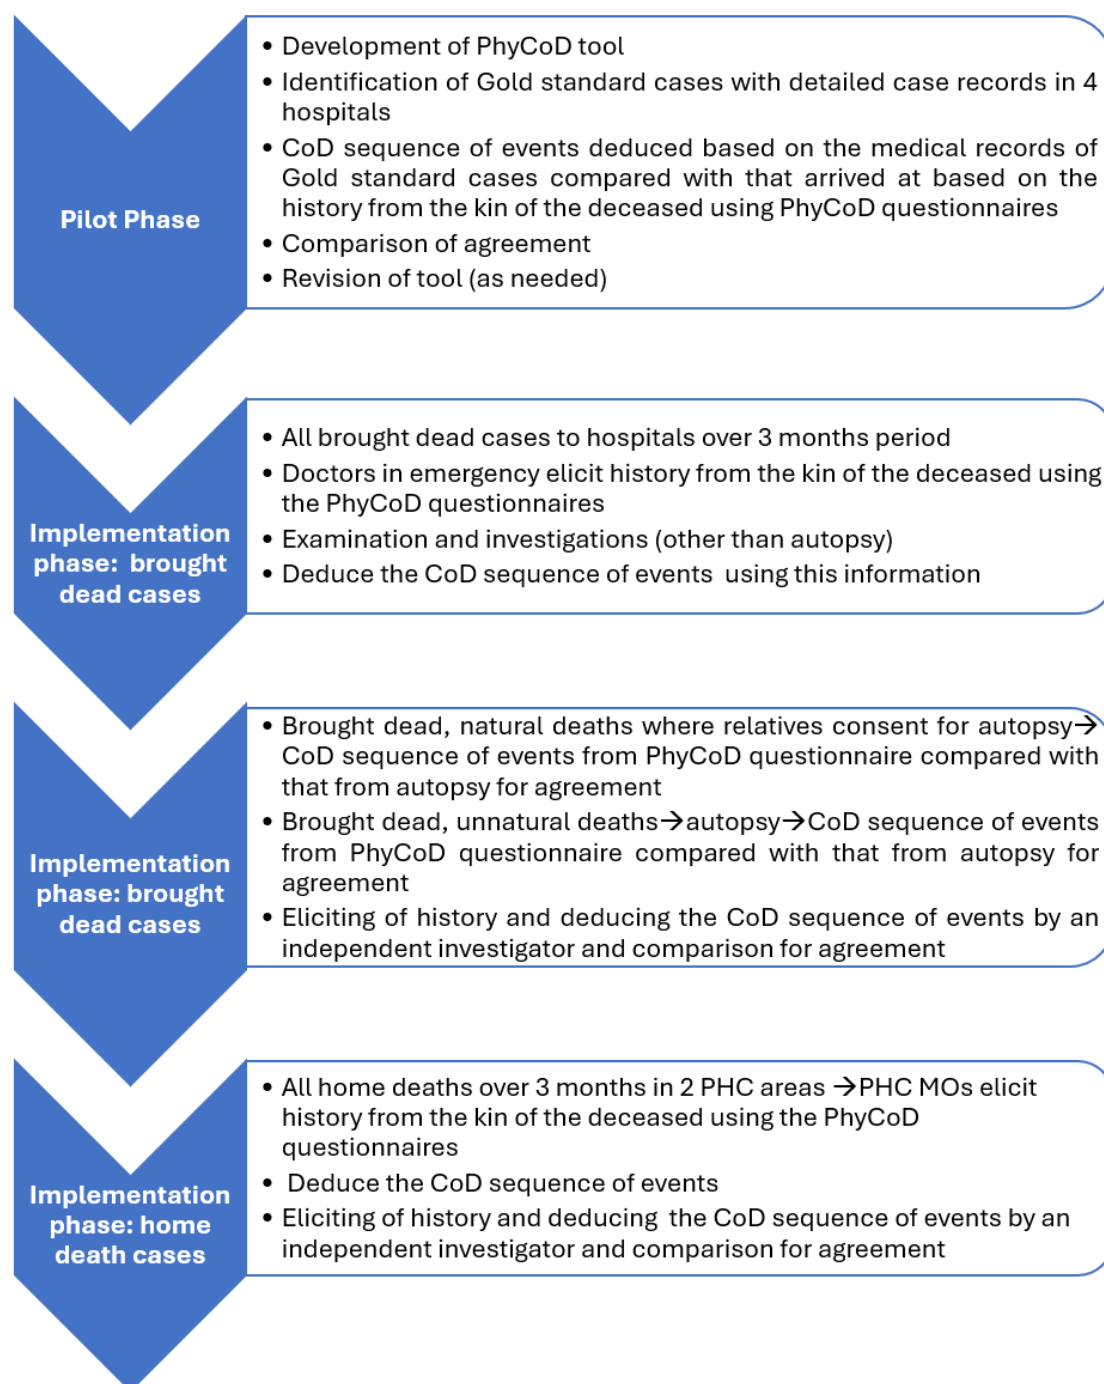 Pilot Phase
• Development of PhyCoD tool
• Identification of Gold standard cases with detailed case records in 4
hospitals
• CoD sequence of events deduced based on the medical records of
Gold standard cases compared with that arrived at based on the
history from the kin of the deceased using PhyCoD questionnaires
• Comparison of agreement
• Revision of tool (as needed)
Implementation
phase: brought
dead cases
• All brought dead cases to hospitals over 3 months period
• Doctors in emergency elicit history from the kin of the deceased using
the PhyCoD questionnaires
• Examination and investigations (other than autopsy)
• Deduce the CoD sequence of events using this information
Implementation
phase: brought
dead cases
• Brought dead, natural deaths where relatives consent for autopsy→
CoD sequence of events from PhyCoD questionnaire compared with
that from autopsy for agreement
• Brought dead, unnatural deaths→autopsy→CoD sequence of events
from PhyCoD questionnaire compared with that from autopsy for
agreement
• Eliciting of history and deducing the CoD sequence of events by an
independent investigator and comparison for agreement
Implementation
phase: home
death cases
• All home deaths over 3 months in 2 PHC areas →PHC MOs elicit
history from the kin of the deceased using the PhyCoD
questionnaires
• Deduce the CoD sequence of events
• Eliciting of history and deducing the CoD sequence of events by an
independent investigator and comparison for agreement